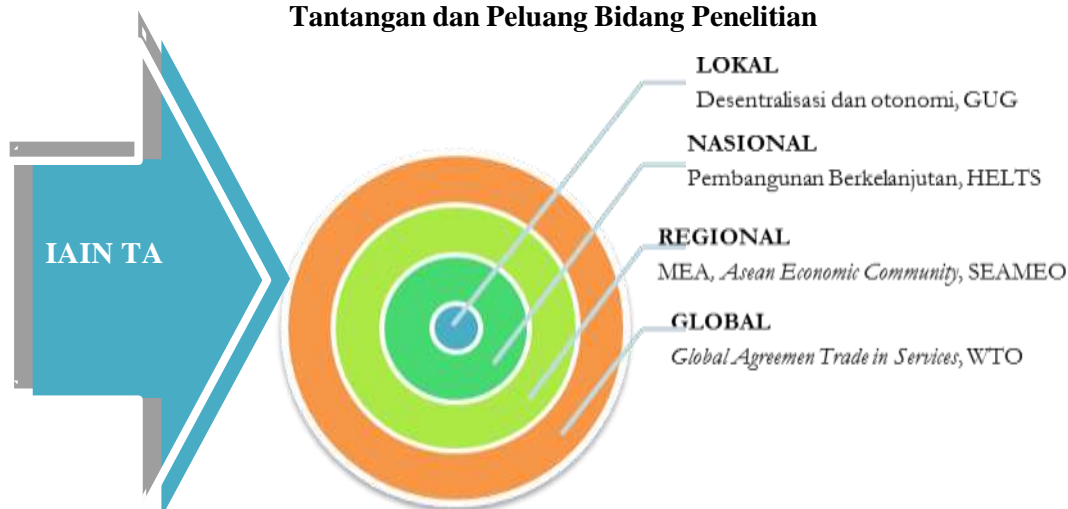 Tantangan dan Peluang Bidang Penelitian
LOKAL
Desentralisasi dan otonomi, GUG
NASIONAL
Pembangunan Berkelanjutan, HELTS
IAIN TA
REGIONAL
MEA, Asean Economic Community, SEAMEO
GLOBAL
Global Agreemen Trade in Services, WTO